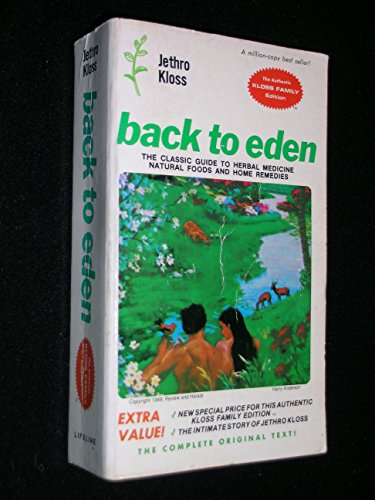 Jethro
Kloss
A million-copy best seller!
The Authentic
KLOSS FAMILY
Edition
back to eden
THE CLASSIC GUIDE TO HERBAL MEDICINE
NATURAL FOODS AND HOME REMEDIES
Copyright 1949, Review and Herald
Harry Anderson
EXTRA
VALUE!
√ NEW SPECIAL PRICE FOR THIS AUTHENTIC
KLOSS FAMILY EDITION ™
√ THE INTIMATE STORY OF JETHRO KLOSS
THE COMPLETE ORIGINAL TEXT!
Jethro
Kloss
back to eden
LIFELINE